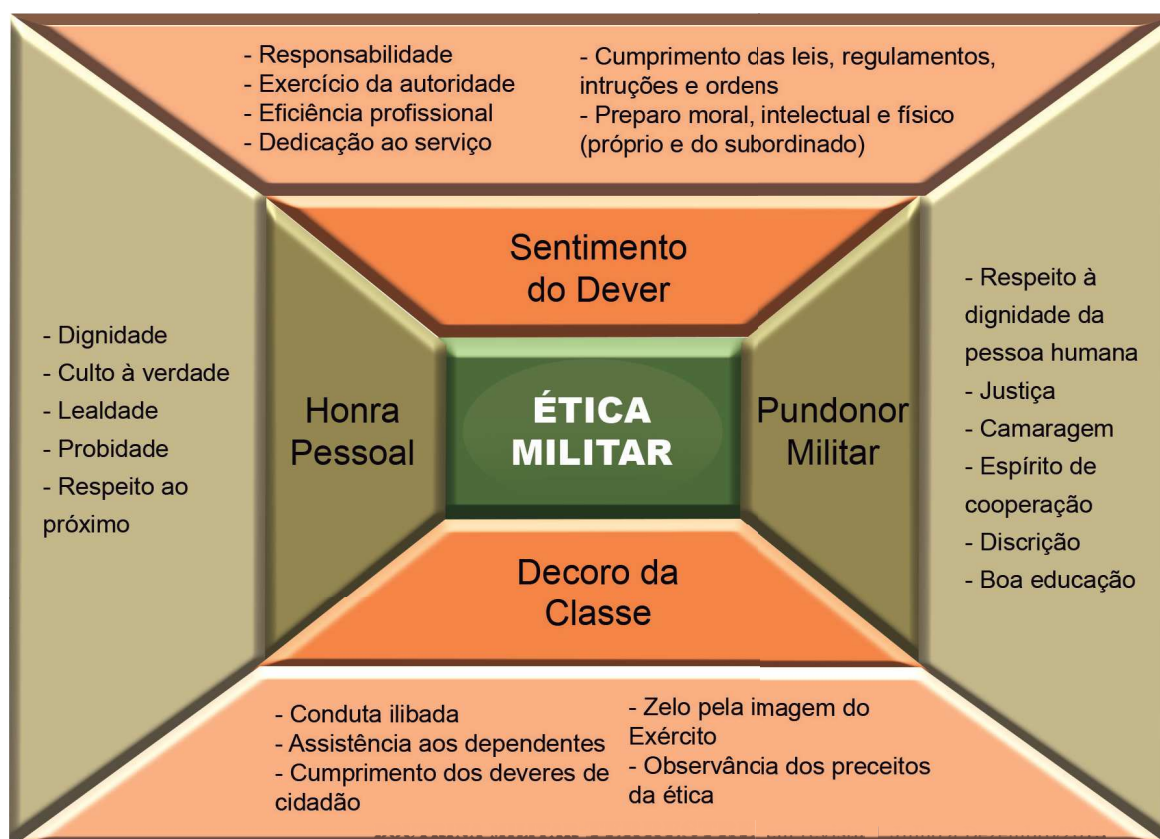 - Responsabilidade
- Exercício da autoridade
- Eficiência profissional
- Dedicação ao serviço
- Cumprimento das leis, regulamentos,
intruções e ordens
- Preparo moral, intelectual e físico
(próprio e do subordinado)
Sentimento
do Dever
- Dignidade
- Culto à verdade
- Lealdade
- Probidade
- Respeito ao
próximo
Honra
Pessoal
ÉTICA
MILITAR
Pundonor
Militar
- Respeito à
dignidade da
pessoa humana
- Justiça
- Camaragem
- Espírito de
cooperação
- Discrição
- Boa educação
Decoro da
Classe
- Conduta ilibada
- Assistência aos dependentes
- Cumprimento dos deveres de
cidadão
- Zelo pela imagem do
Exército
- Observância dos preceitos
da ética